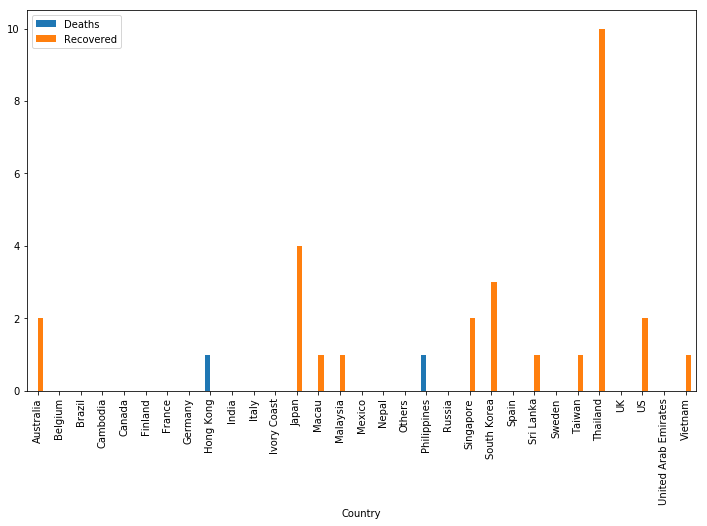 Deaths
Recovered
10
8
6
4
2
0
Australia
Belgium
Brazil
Cambodia
Canada
Finland
France
Germany
Hong Kong
India
Italy
Ivory Coast
Japan
Macau
Malaysia
Mexico
Nepal
Others
Philippines
Russia
Singapore
South Korea
Spain
Sri Lanka
Sweden
Taiwan
Thailand
UK
US
United Arab Emirates
Vietnam
Country